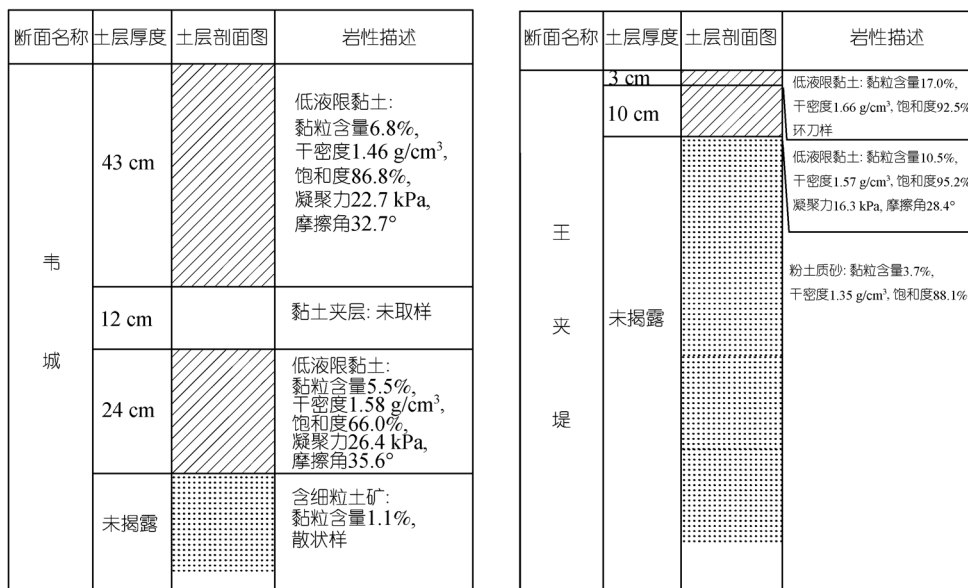 断面名称 土层厚度 土层剖面图 岩性描述
韦城
43 cm
低液限黏土:
黏粒含量6.8%,
干密度1.46 g/cm³,
饱和度86.8%,
凝聚力22.7 kPa,
摩擦角32.7°
12 cm
黏土夹层: 未取样
24 cm
低液限黏土:
黏粒含量5.5%,
干密度1.58 g/cm³,
饱和度66.0%,
凝聚力26.4 kPa,
摩擦角35.6°
未揭露
含细粒土矿:
黏粒含量1.1%,
散状样
断面名称 土层厚度 土层剖面图 岩性描述
王夹堤
3 cm
低液限黏土: 黏粒含量17.0%,
干密度1.66 g/cm³, 饱和度92.5%
环刀样
10 cm
低液限黏土: 黏粒含量10.5%,
干密度1.57 g/cm³, 饱和度95.2%
凝聚力16.3 kPa, 摩擦角28.4°
未揭露
粉土质砂: 黏粒含量3.7%,
干密度1.35 g/cm³, 饱和度88.1%